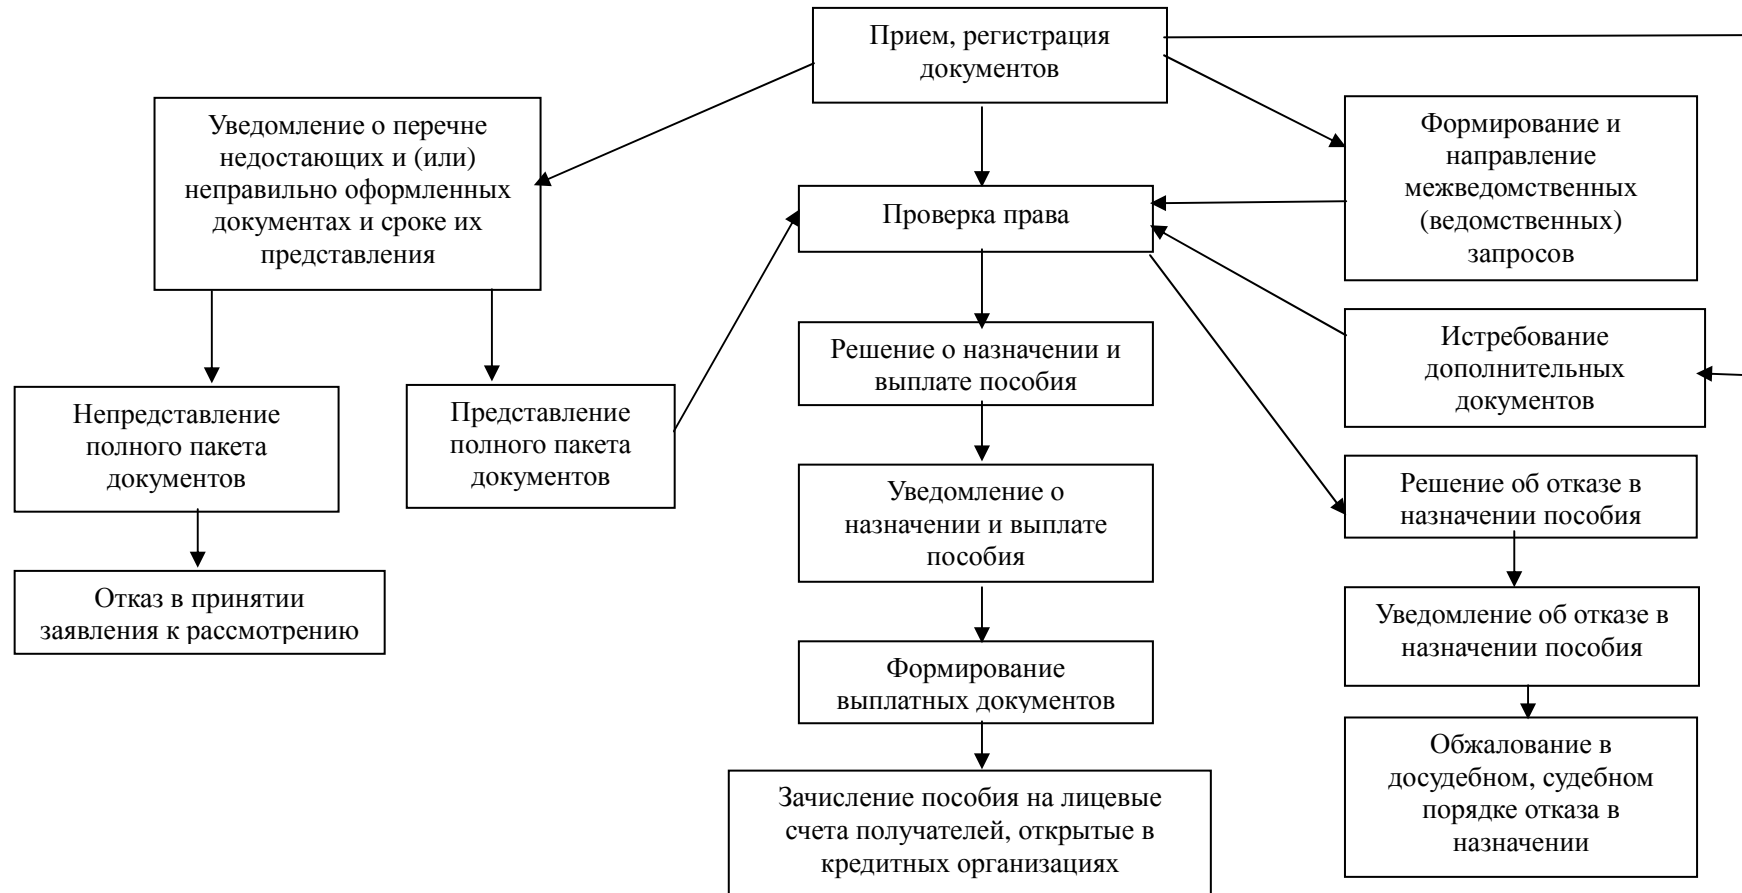 Прием, регистрация
документов
Уведомление о перечне
недостающих и (или)
неправильно оформленных
документах и сроке их
представления
Формирование и
направление
межведомственных
(ведомственных)
запросов
Проверка права
Решение о назначении и
выплате пособия
Истребование
дополнительных
документов
Непредставление
полного пакета
документов
Представление
полного пакета
документов
Уведомление о
назначении и выплате
пособия
Решение об отказе в
назначении пособия
Отказ в принятии
заявления к рассмотрению
Уведомление об отказе в
назначении пособия
Формирование
выплатных документов
Обжалование в
досудебном, судебном
порядке отказа в
назначении
Зачисление пособия на лицевые
счета получателей, открытые в
кредитных организациях